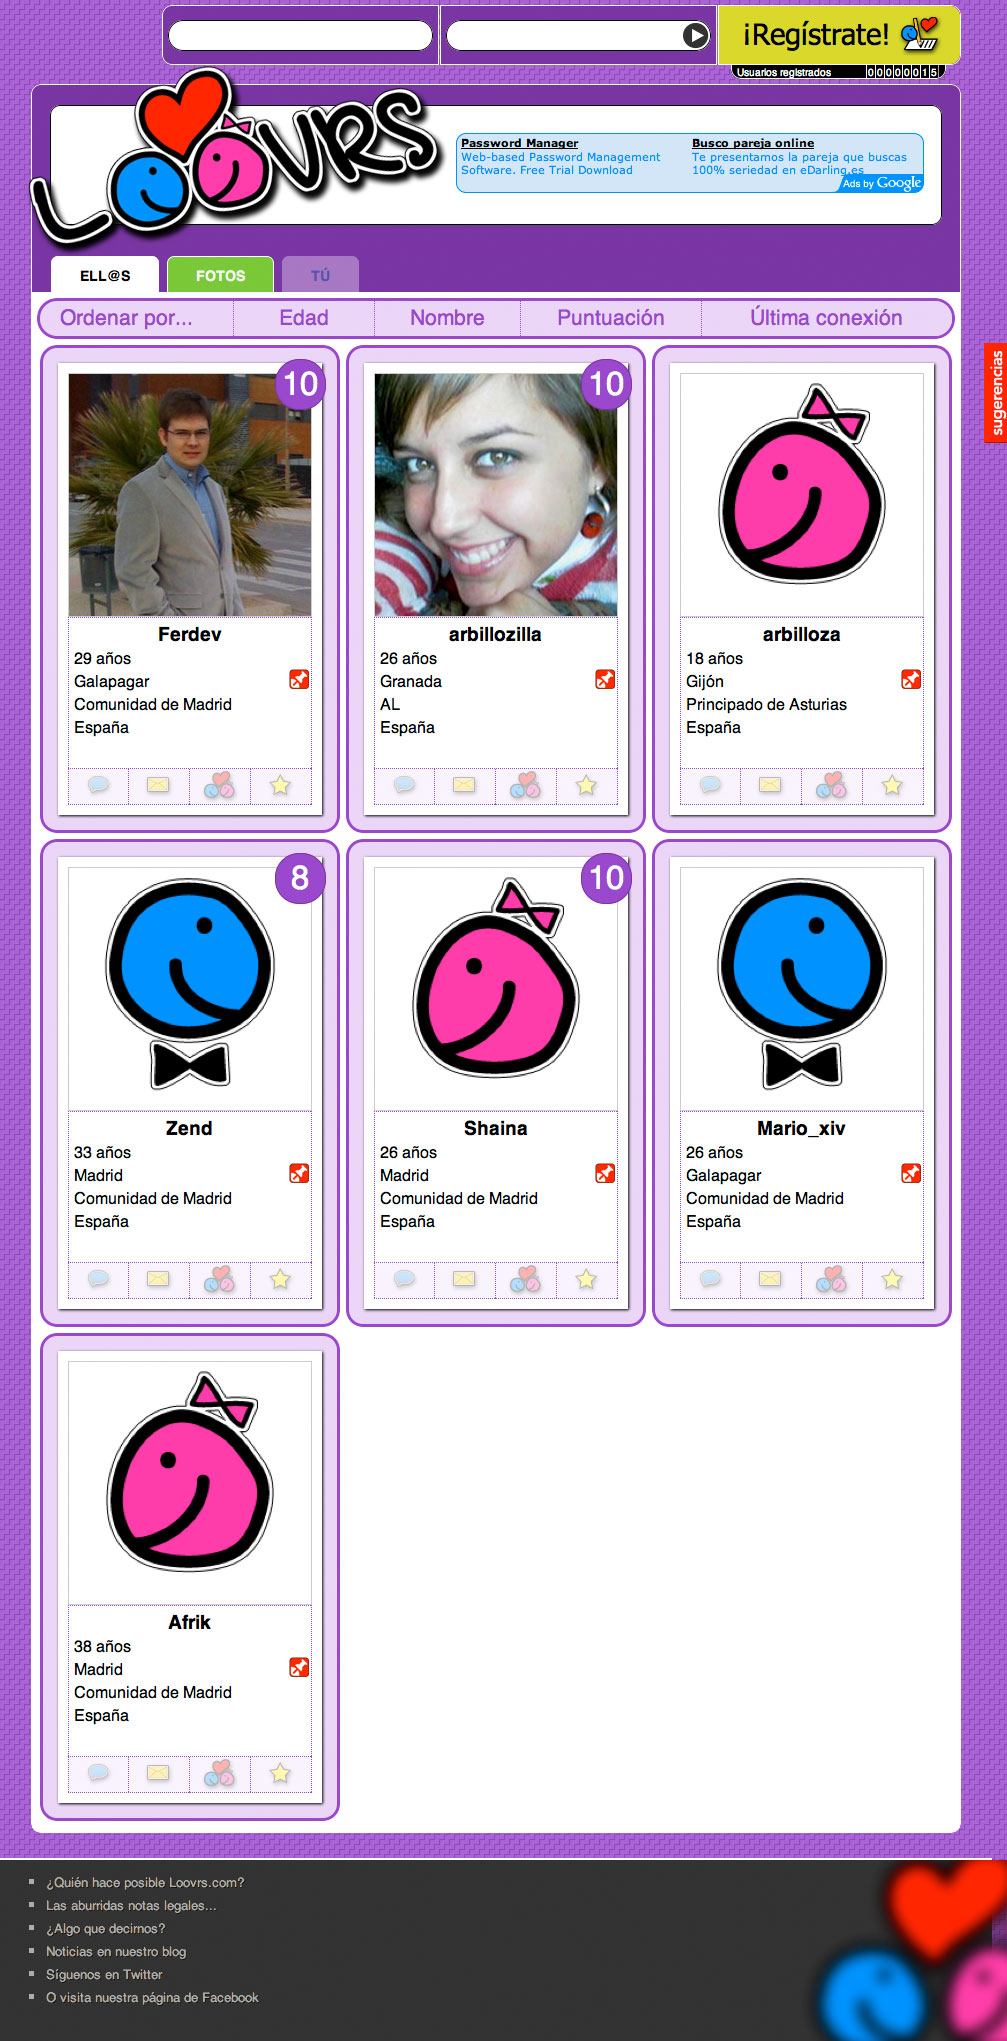 ¡Regístrate!
Usuarios registrados 00000015
LOOVRS
Password Manager
Web-based Password Management
Software. Free Trial Download
Busco pareja online
Te presentamos la pareja que buscas
100% seriedad en eDarling.es
Ads by Google
ELL@S
FOTOS
TÚ
Ordenar por...
Edad
Nombre
Puntuación
Última conexión
sugerencias
10
Ferdev
29 años
Galapagar
Comunidad de Madrid
España
10
arbillozilla
26 años
Granada
AL
España
arbilloza
18 años
Gijón
Principado de Asturias
España
8
Zend
33 años
Madrid
Comunidad de Madrid
España
10
Shaina
26 años
Madrid
Comunidad de Madrid
España
Mario_xiv
26 años
Galapagar
Comunidad de Madrid
España
Afrik
38 años
Madrid
Comunidad de Madrid
España
¿Quién hace posible Loovrs.com?
Las aburridas notas legales...
¿Algo que decirnos?
Noticias en nuestro blog
Síguenos en Twitter
O visita nuestra página de Facebook